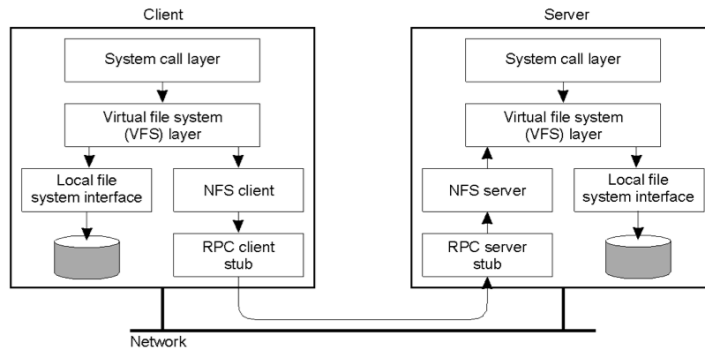 Client
System call layer
Virtual file system
(VFS) layer
Local file
system interface
NFS client
RPC client
stub
Server
System call layer
Virtual file system
(VFS) layer
NFS server
Local file
system interface
RPC server
stub
Network